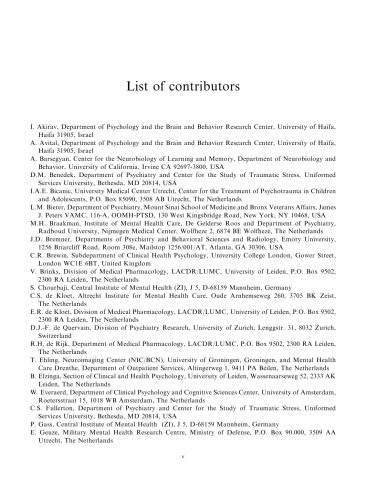 List of contributors
I. Akirav, Department of Psychology and the Brain and Behavior Research Center, University of Haifa,
Haifa 31905, Israel
A. Avital, Department of Psychology and the Brain and Behavior Research Center, University of Haifa,
Haifa 31905, Israel
A. Barsegyan, Center for the Neurobiology of Learning and Memory, Department of Neurobiology and
Behavior, University of California, Irvine CA 92697-3800, USA
D.M. Benedek, Department of Psychiatry and Center for the Study of Traumatic Stress, Uniformed
Services University, Bethesda, MD 20814, USA
I.A.E. Bicanic, University Medical Center Utrecht, Center for the Treatment of Psychotrauma in Children
and Adolescents, P.O. Box 85090, 3508 AB Utrecht, The Netherlands
L.M. Bierer, Department of Psychiatry, Mount Sinai School of Medicine and Bronx Veterans Affairs, James
J. Peters VAMC, 116-A, OOMH-PTSD, 130 West Kingsbridge Road, New York, NY 10468, USA
M.H. Braakman, Institute of Mental Health Care, De Gelderse Roos and Department of Psychiatry,
Radboud University, Nijmegen Medical Center, Wolfheze 2, 6874 BE Wolfheze, The Netherlands
J.D. Bremner, Departments of Psychiatry and Behavioral Sciences and Radiology, Emory University,
1256 Briarcliff Road, Room 308e, Mailstop 1256/001/AT, Atlanta, GA 30306, USA
C.R. Brewin, Subdepartment of Clinical Health Psychology, University College London, Gower Street,
London WC1E 6BT, United Kingdom
V. Brinks, Division of Medical Pharmacology, LACDR/LUMC, University of Leiden, P.O. Box 9502,
2300 RA Leiden, The Netherlands
S. Chourbaji, Central Institute of Mental Health (ZI), J 5, D-68159 Mannheim, Germany
C.S. de Kloet, Altrecht Institute for Mental Health Care, Oude Arnhemseweg 260, 3705 BK Zeist,
The Netherlands
E.R. de Kloet, Division of Medical Pharmacology, LACDR/LUMC, University of Leiden, P.O. Box 9502,
2300 RA Leiden, The Netherlands
D.J.-F. de Quervain, Division of Psychiatry Research, University of Zurich, Lenggstr. 31, 8032 Zurich,
Switzerland
R.H. de Rijk, Department of Medical Pharmacology, LACDR/LUMC, P.O. Box 9502, 2300 RA Leiden,
The Netherlands
T. Ehling, Neuroimaging Center (NIC/BCN), University of Groningen, Groningen, and Mental Health
Care Drenthe, Department of Outpatient Services, Altingerweg 1, 9411 PA Beilen, The Netherlands
B. Elzinga, Section of Clinical and Health Psychology, University of Leiden, Wassenaarseweg 52, 2333 AK
Leiden, The Netherlands
W. Everaerd, Department of Clinical Psychology and Cognitive Sciences Center, University of Amsterdam,
Roetersstraat 15, 1018 WB Amsterdam, The Netherlands
C.S. Fullerton, Department of Psychiatry and Center for the Study of Traumatic Stress, Uniformed
Services University, Bethesda, MD 20814, USA
P. Gass, Central Institute of Mental Health (ZI), J 5, D-68159 Mannheim, Germany
E. Geuze, Military Mental Health Research Centre, Ministry of Defense, P.O. Box 90.000, 3509 AA
Utrecht, The Netherlands
v